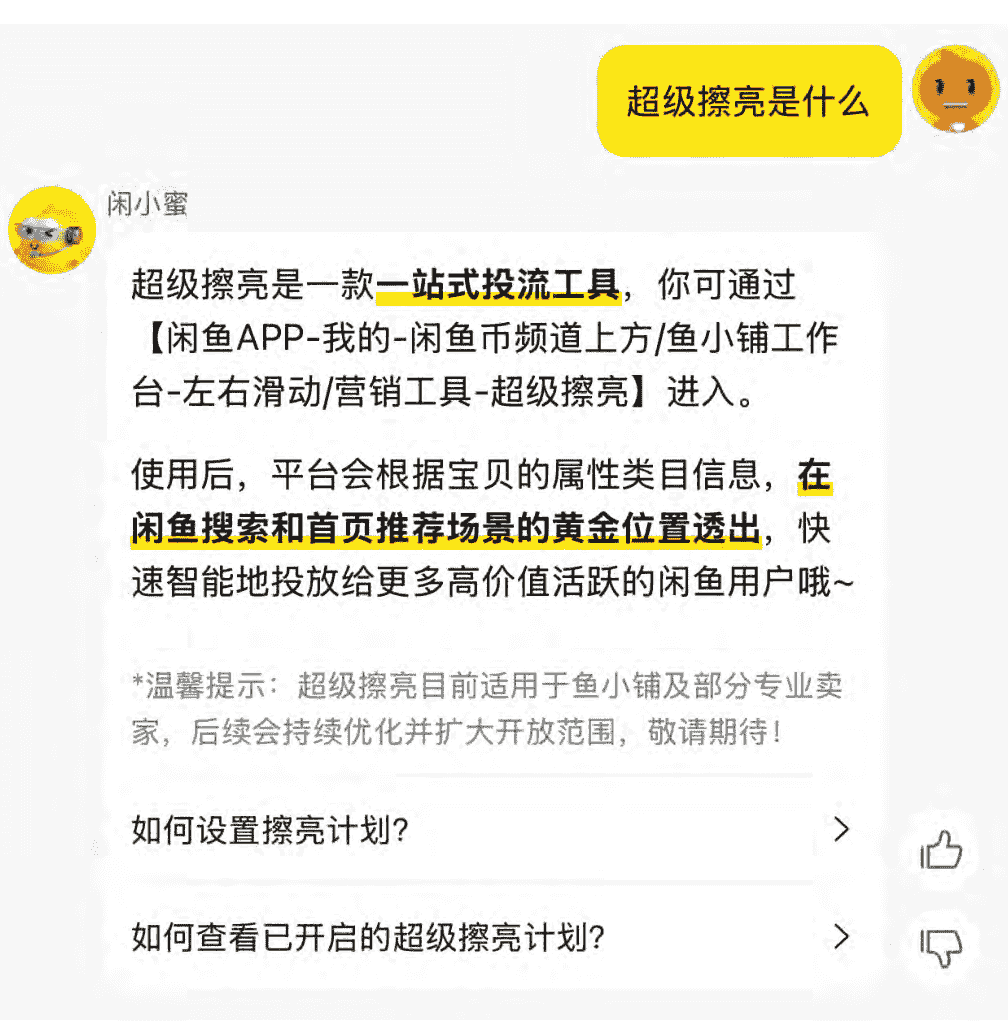 超级擦亮是什么
闲小蜜
超级擦亮是一款一站式投流工具，你可通过
【闲鱼APP-我的-闲鱼币频道上方/鱼小铺工作
台-左右滑动/营销工具-超级擦亮】进入。
使用后，平台会根据宝贝的属性类目信息，在
闲鱼搜索和首页推荐场景的黄金位置透出，快
速智能地投放给更多高价值活跃的闲鱼用户哦~
*温馨提示：超级擦亮目前适用于鱼小铺及部分专业卖
家，后续会持续优化并扩大开放范围，敬请期待！
如何设置擦亮计划?
如何查看已开启的超级擦亮计划?